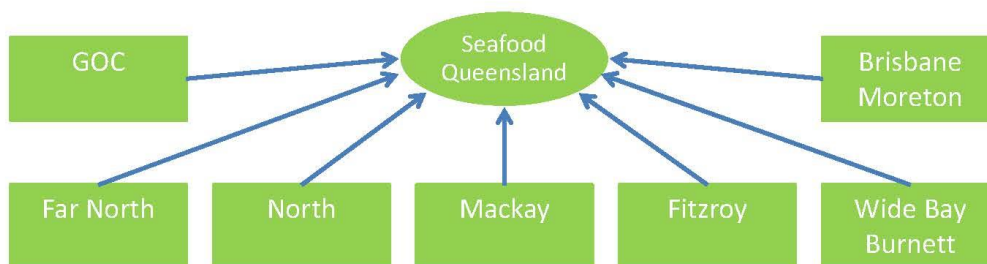 GOC
Seafood
Queensland
Brisbane
Moreton
Far North
North
Mackay
Fitzroy
Wide Bay
Burnett